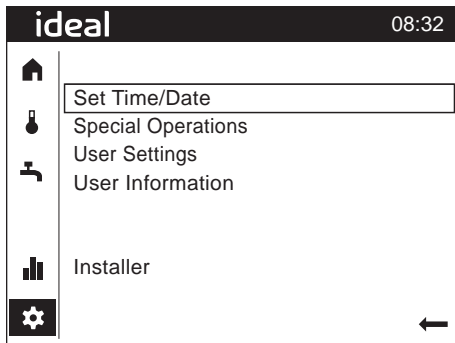 ideal 08:32
Set Time/Date
Special Operations
User Settings
User Information
Installer